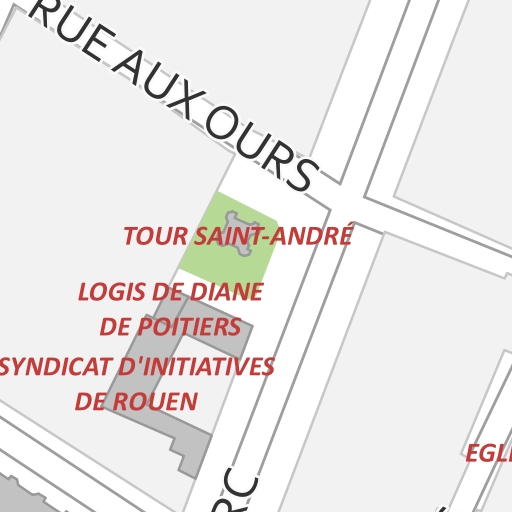 RUE AUX OURS
TOUR SAINT-ANDRÉ
LOGIS DE DIANE
DE POITIERS
SYNDICAT D'INITIATIVES
DE ROUEN